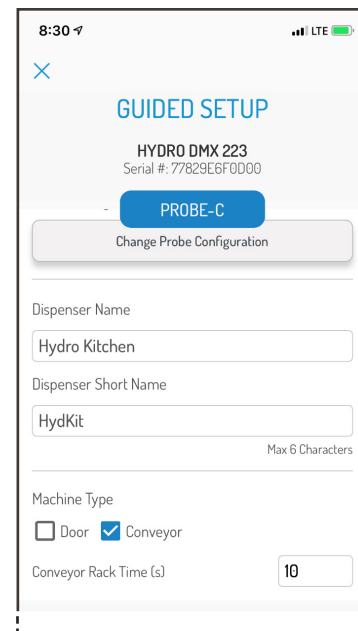 8:30 LTE
GUIDED SETUP
HYDRO DMX 223
Serial #: 77829E6F0D00
- PROBE-C
Change Probe Configuration
Dispenser Name
Hydro Kitchen
Dispenser Short Name
HydKit
Max 6 Characters
Machine Type
Door Conveyor
Conveyor Rack Time (s) 10